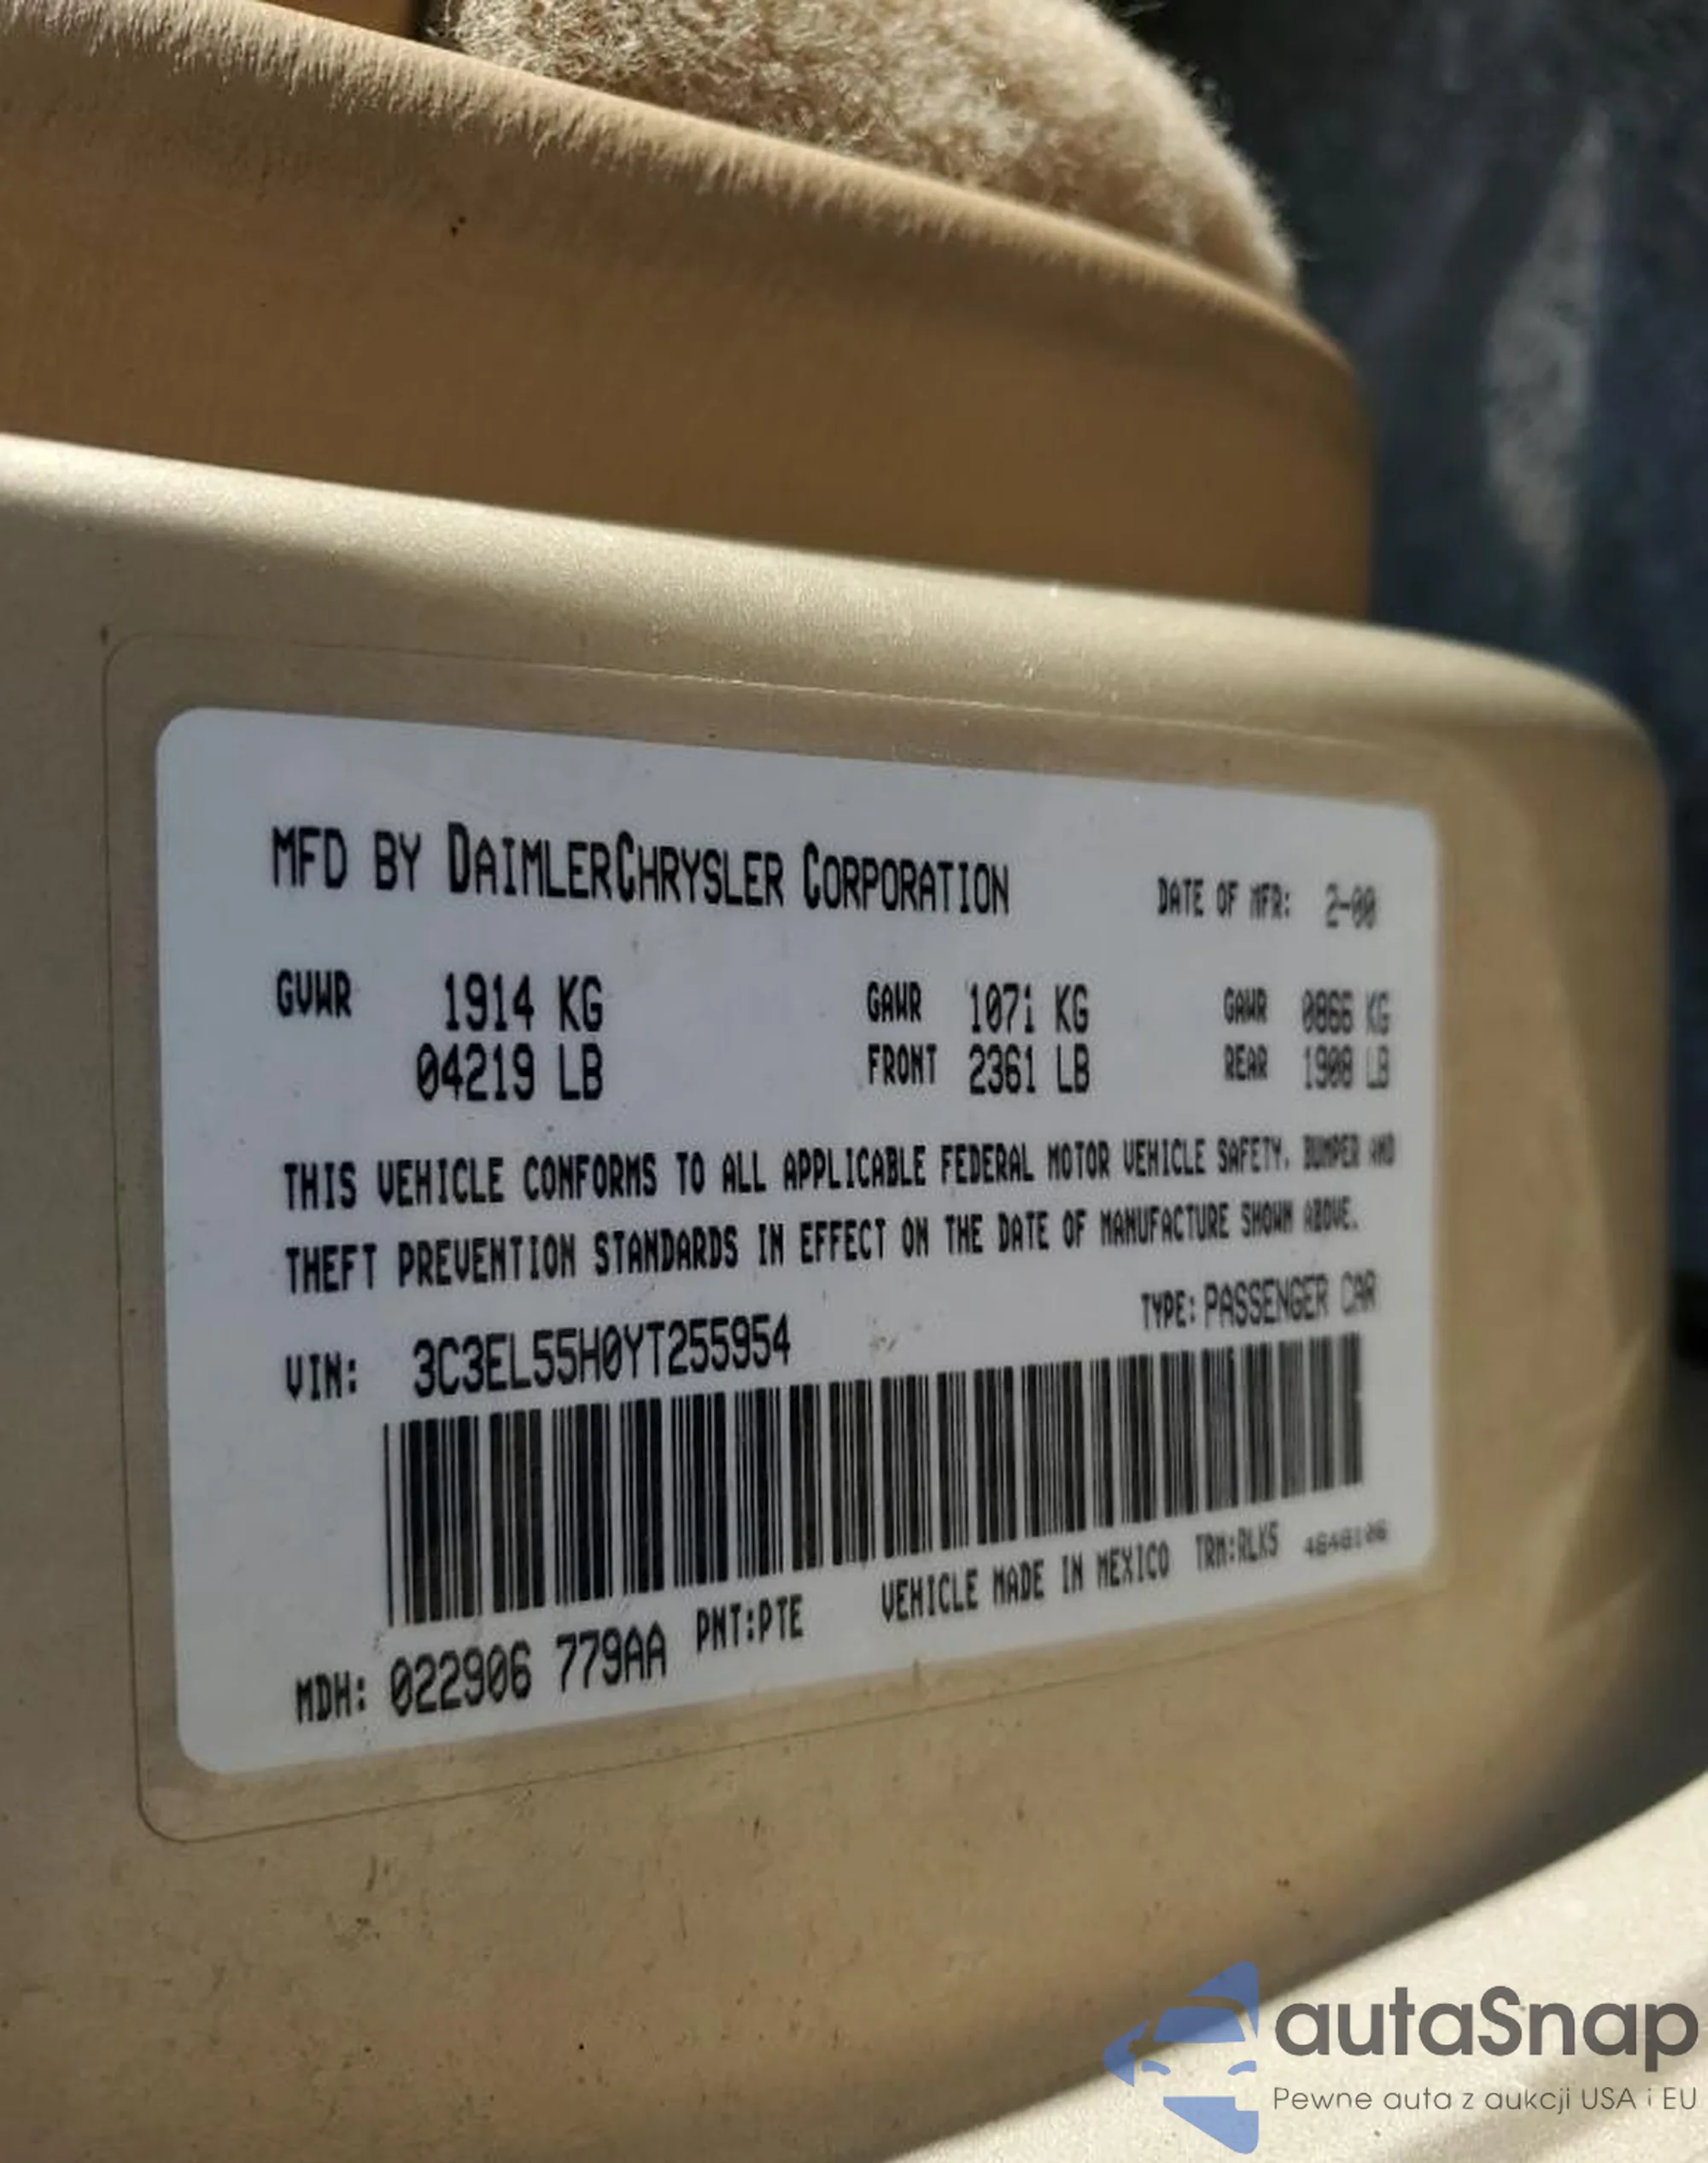 MFD BY DAIMLERCHRYSLER CORPORATION DATE OF MFR: 2-00
GVWR 1914 KG GAWR 1071 KG GAWR 0866 KG
04219 LB FRONT 2361 LB REAR 1908 LB
THIS VEHICLE CONFORMS TO ALL APPLICABLE FEDERAL MOTOR VEHICLE SAFETY, BUMPER AND
THEFT PREVENTION STANDARDS IN EFFECT ON THE DATE OF MANUFACTURE SHOWN ABOVE.
TYPE: PASSENGER CAR
VIN: 3C3EL55H0YT255954
VEHICLE MADE IN MEXICO TRM:RLK5
MDH: 022906 779AA PNT:PTE
autaSnap
Pewne auta z aukcji USA i EU